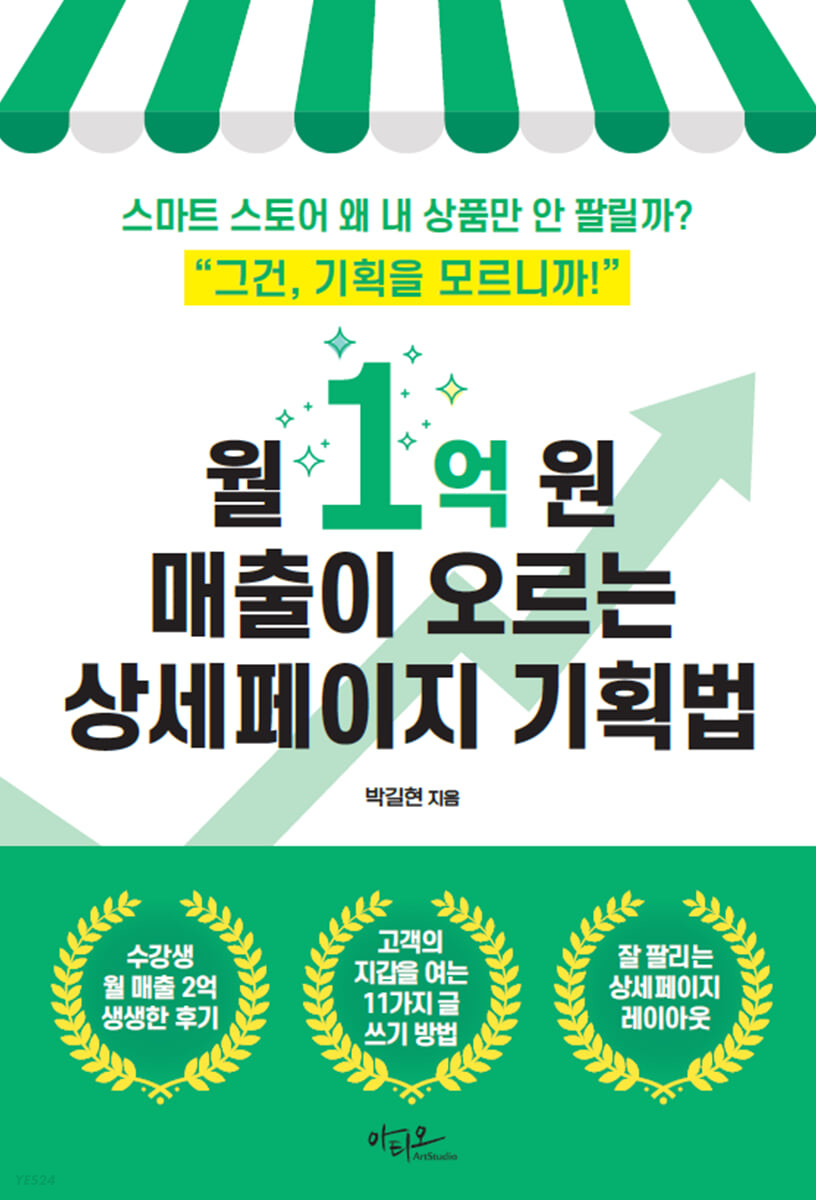 스마트 스토어 왜 내 상품만 안 팔릴까?
“그건, 기획을 모르니까!”
월 1억 원
매출이 오르는
상세페이지 기획법
박길현 지음
수강생
월 매출 2억
생생한 후기
고객의
지갑을 여는
11가지 글
쓰기 방법
잘 팔리는
상세페이지
레이아웃
아티오
ArtStudio
YES24